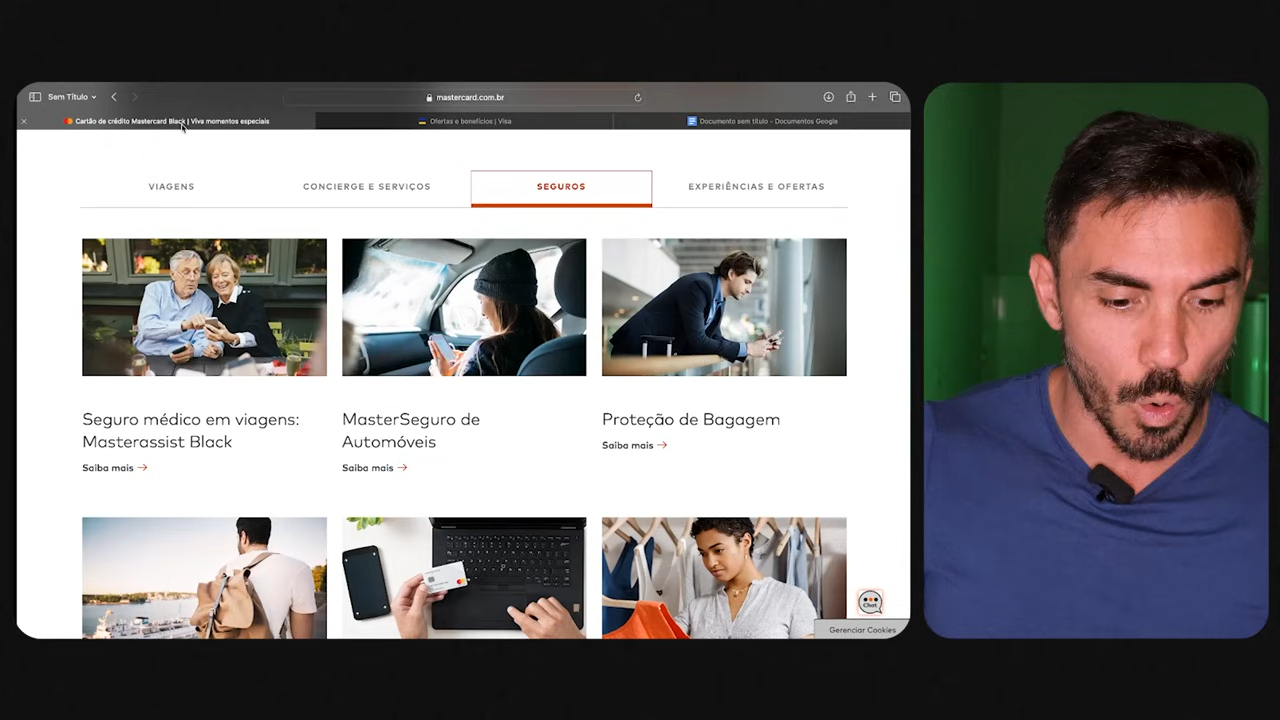 Sem Título
mastercard.com.br
Cartão de crédito Mastercard Black | Viva momentos especiais
Ofertas e benefícios | Visa
Documento sem título - Documentos Google
VIAGENS
CONCIERGE E SERVIÇOS
SEGUROS
EXPERIÊNCIAS E OFERTAS
Seguro médico em viagens:
Masterassist Black
Saiba mais →
MasterSeguro de
Automóveis
Saiba mais →
Proteção de Bagagem
Saiba mais →
Chat
Gerenciar Cookies